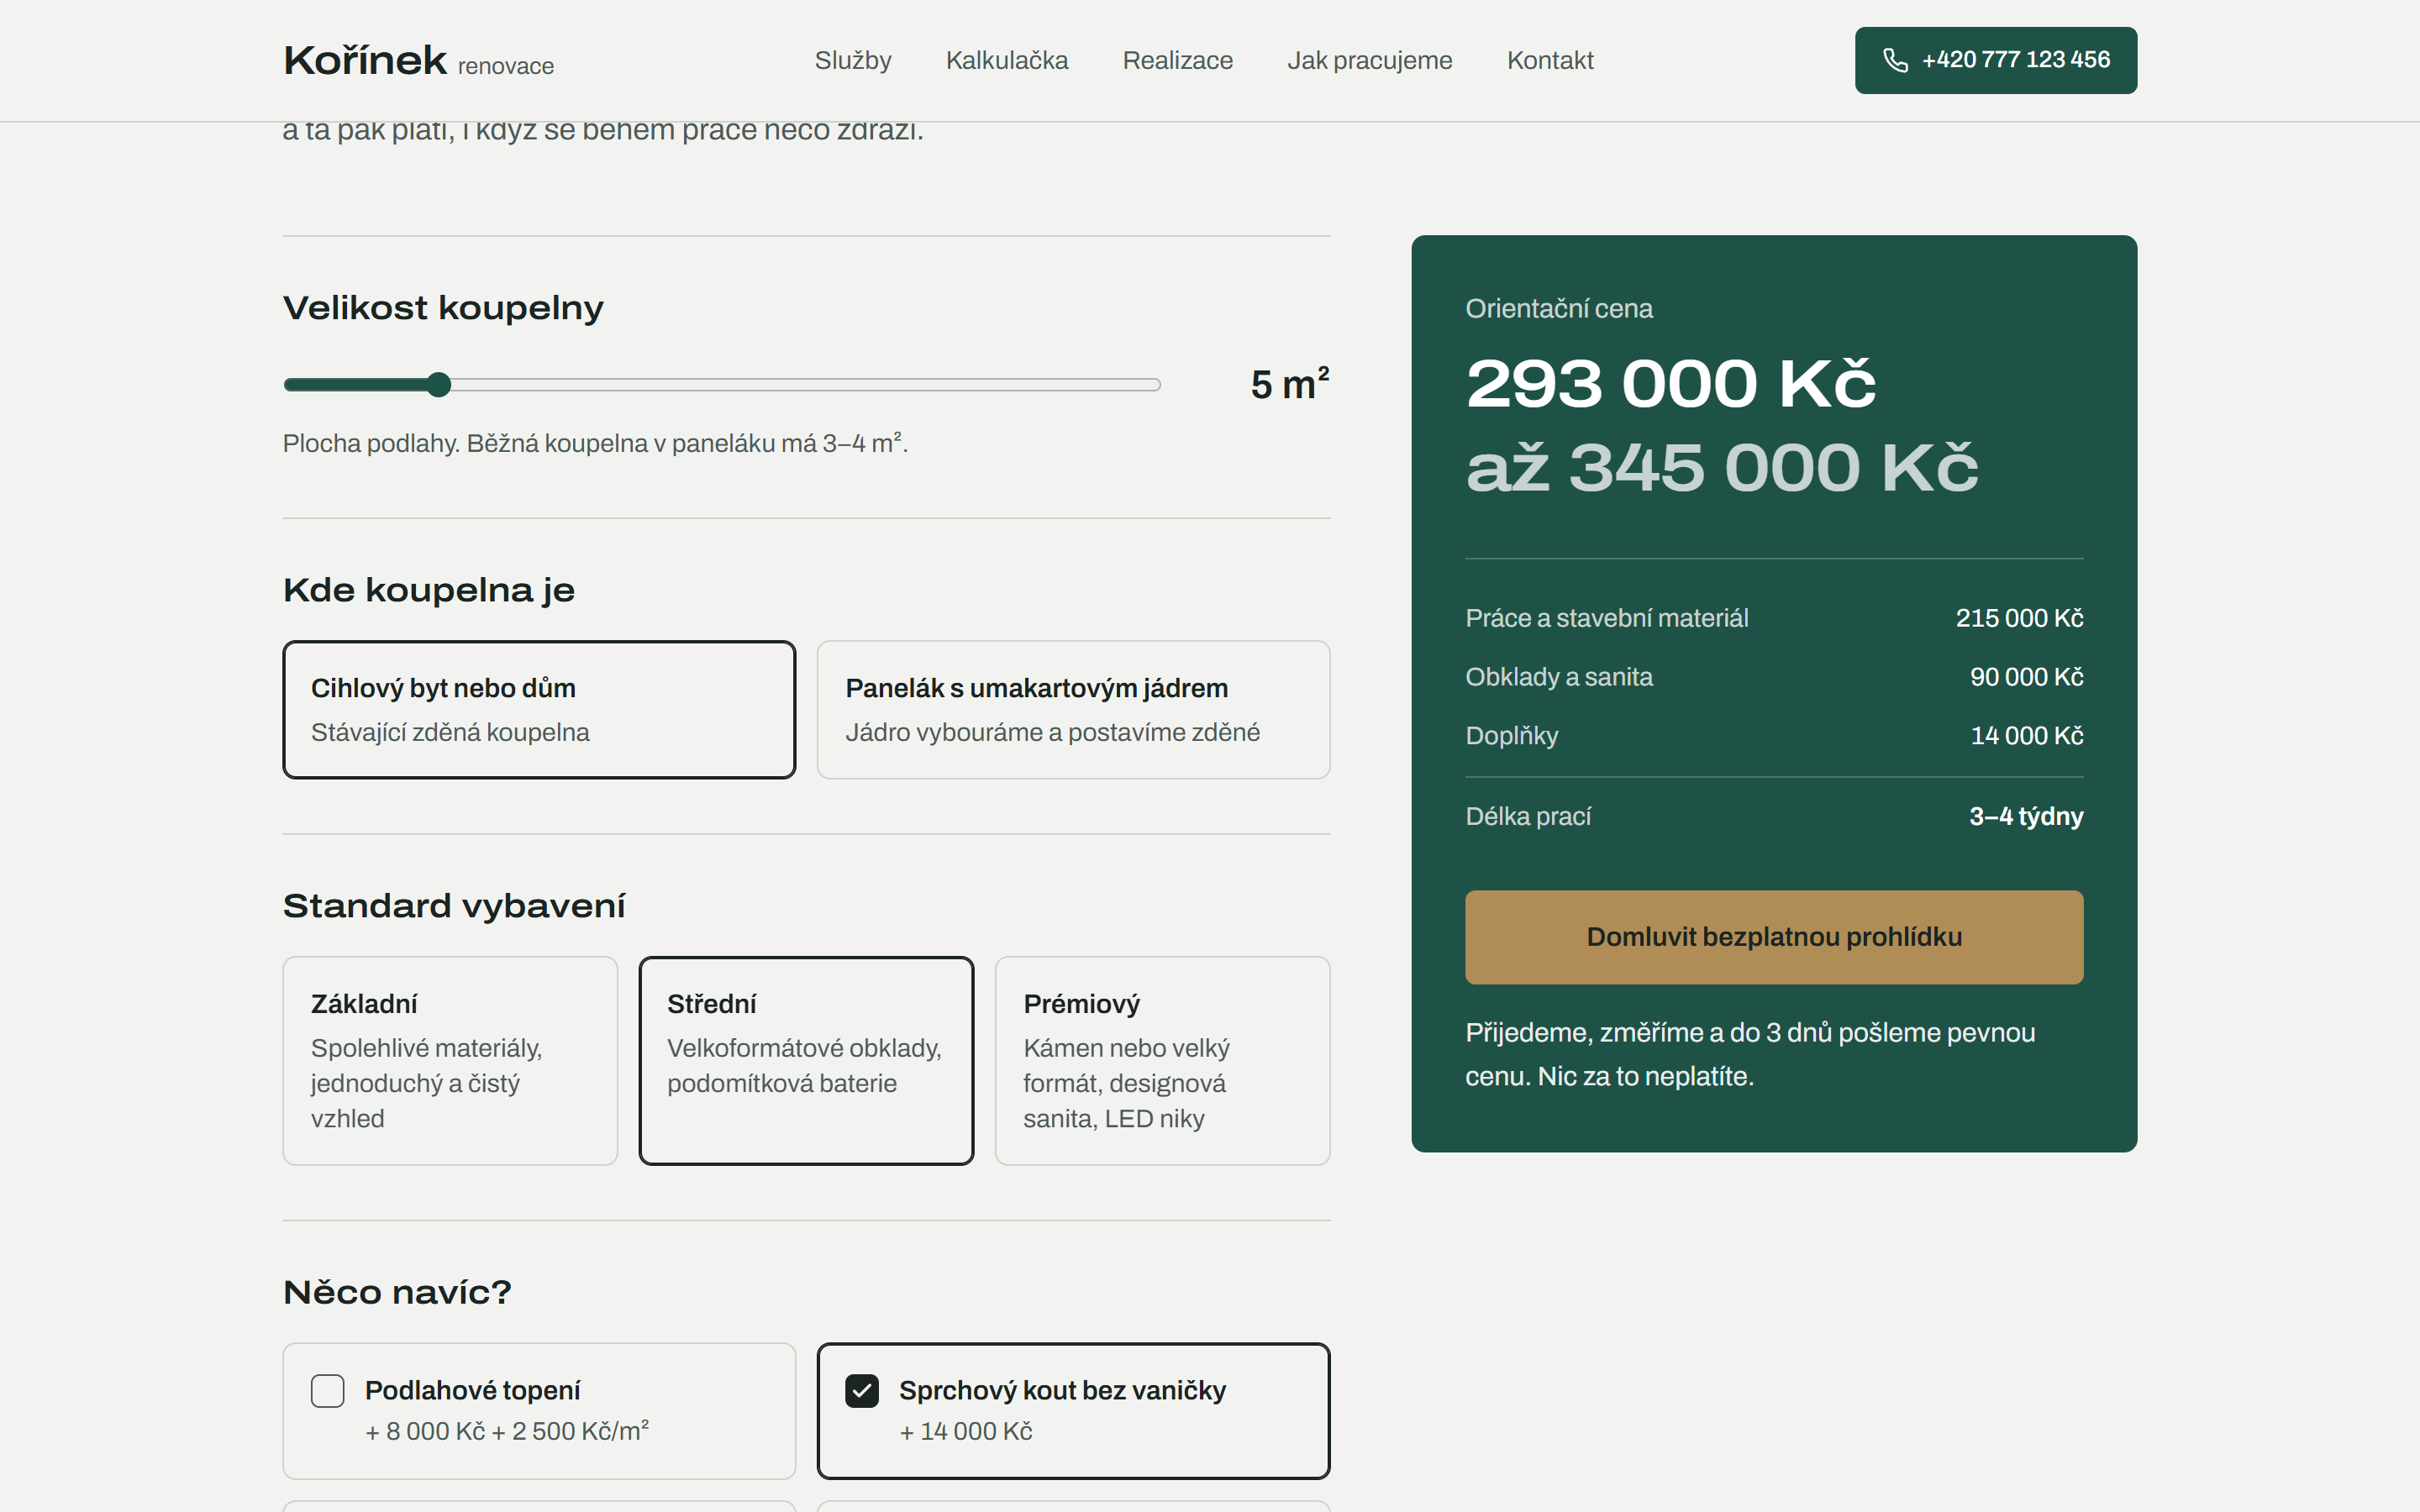 Kořínek renovace
Služby
Kalkulačka
Realizace
Jak pracujeme
Kontakt
+420 777 123 456
a ta pak platí, i když se během práce něco zdraží.
Velikost koupelny
5 m²
Plocha podlahy. Běžná koupelna v paneláku má 3–4 m².
Kde koupelna je
Cihlový byt nebo dům
Stávající zděná koupelna
Panelák s umakartovým jádrem
Jádro vybouráme a postavíme zděné
Standard vybavení
Základní
Spolehlivé materiály,
jednoduchý a čistý
vzhled
Střední
Velkoformátové obklady,
podomítková baterie
Prémiový
Kámen nebo velký
formát, designová
sanita, LED niky
Něco navíc?
Podlahové topení
+ 8 000 Kč + 2 500 Kč/m²
Sprchový kout bez vaničky
+ 14 000 Kč
Orientační cena
293 000 Kč
až 345 000 Kč
Práce a stavební materiál 215 000 Kč
Obklady a sanita 90 000 Kč
Doplňky 14 000 Kč
Délka prací 3–4 týdny
Domluvit bezplatnou prohlídku
Přijedeme, změříme a do 3 dnů pošleme pevnou
cenu. Nic za to neplatíte.